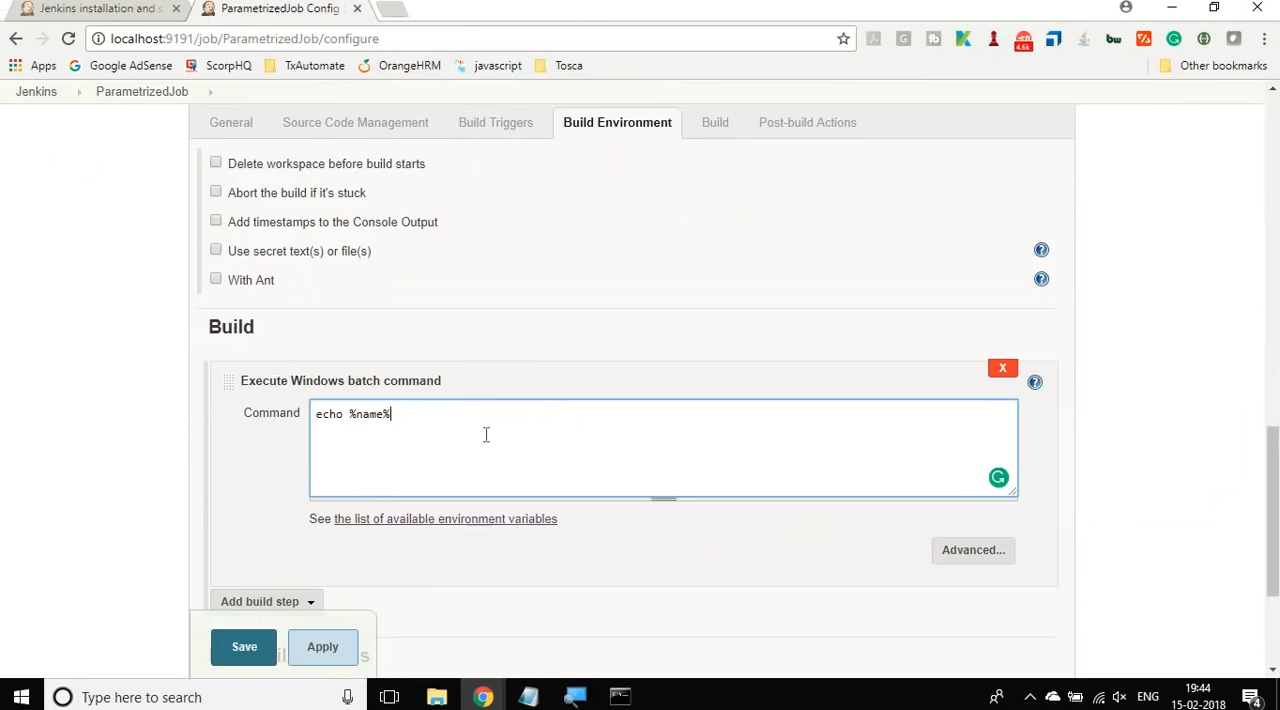 Jenkins installation and s
ParametrizedJob Config
localhost:9191/job/ParametrizedJob/configure
4.6k
bw
Apps
Google AdSense
ScorpHQ
TxAutomate
OrangeHRM
javascript
Tosca
Other bookmarks
Jenkins
ParametrizedJob
General
Source Code Management
Build Triggers
Build Environment
Build
Post-build Actions
Delete workspace before build starts
Abort the build if it's stuck
Add timestamps to the Console Output
Use secret text(s) or file(s)
With Ant
Build
X
Execute Windows batch command
Command
echo %name%
See the list of available environment variables
Advanced...
Add build step
Save
Apply
Type here to search
ENG
19:44
15-02-2018
4